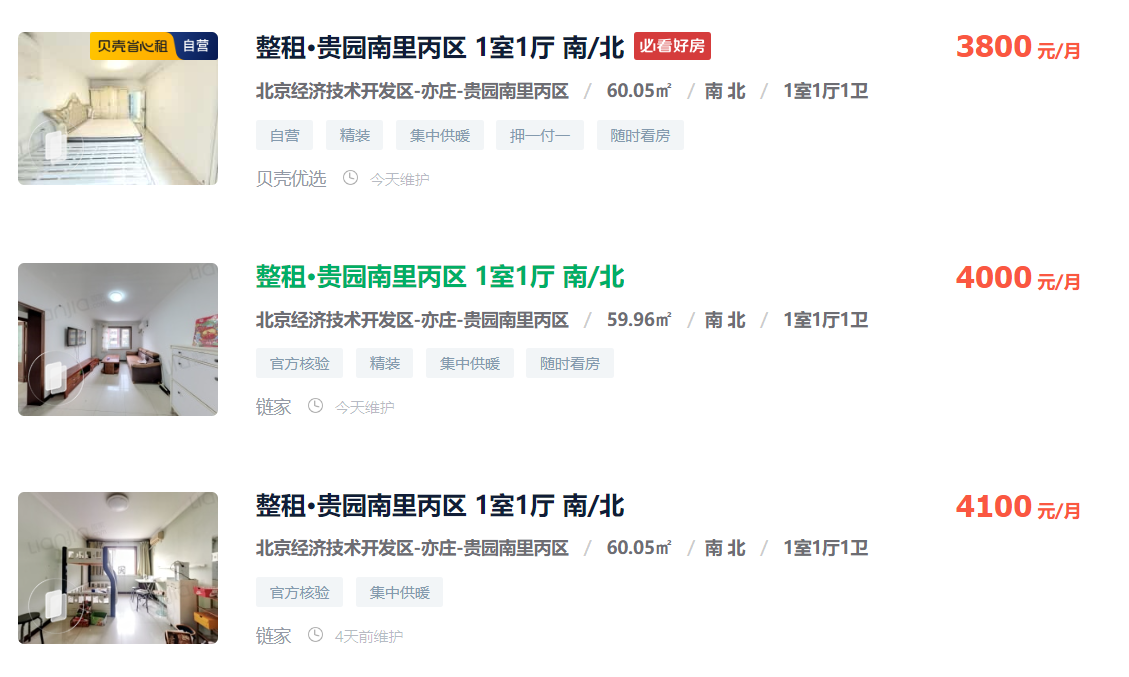 贝壳省心租 自营
整租·贵园南里丙区 1室1厅 南/北 必看好房
3800 元/月
北京经济技术开发区-亦庄-贵园南里丙区 / 60.05㎡ / 南 北 / 1室1厅1卫
自营 精装 集中供暖 押一付一 随时看房
贝壳优选 今天维护
整租·贵园南里丙区 1室1厅 南/北
4000 元/月
北京经济技术开发区-亦庄-贵园南里丙区 / 59.96㎡ / 南 北 / 1室1厅1卫
官方核验 精装 集中供暖 随时看房
链家 今天维护
整租·贵园南里丙区 1室1厅 南/北
4100 元/月
北京经济技术开发区-亦庄-贵园南里丙区 / 60.05㎡ / 南 北 / 1室1厅1卫
官方核验 集中供暖
链家 4天前维护